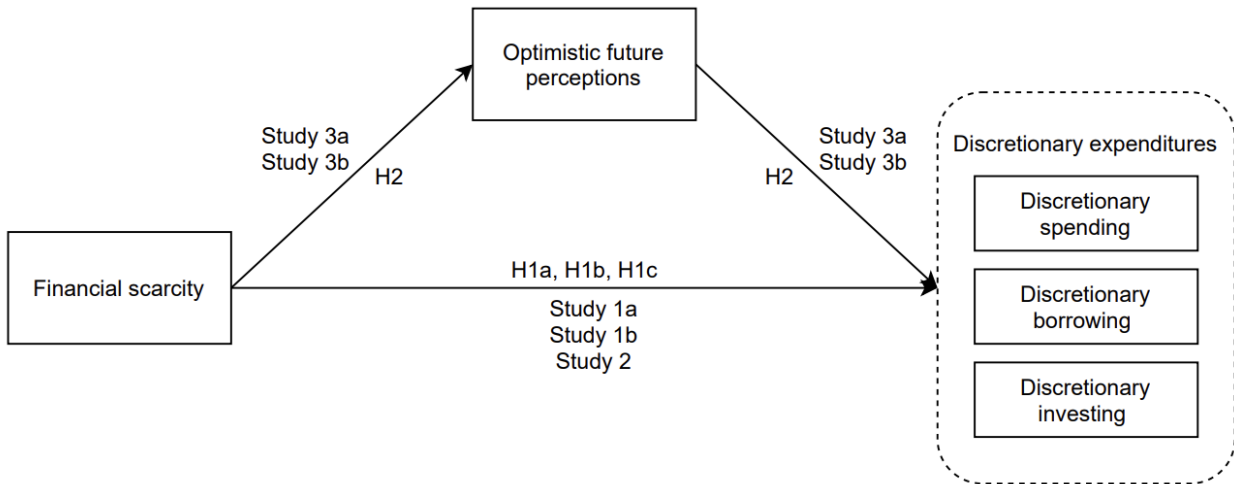 Optimistic future
perceptions
Study 3a
Study 3b
H2
Study 3a
Study 3b
H2
Discretionary expenditures
Discretionary
spending
Financial scarcity
H1a, H1b, H1c
Study 1a
Study 1b
Study 2
Discretionary
borrowing
Discretionary
investing